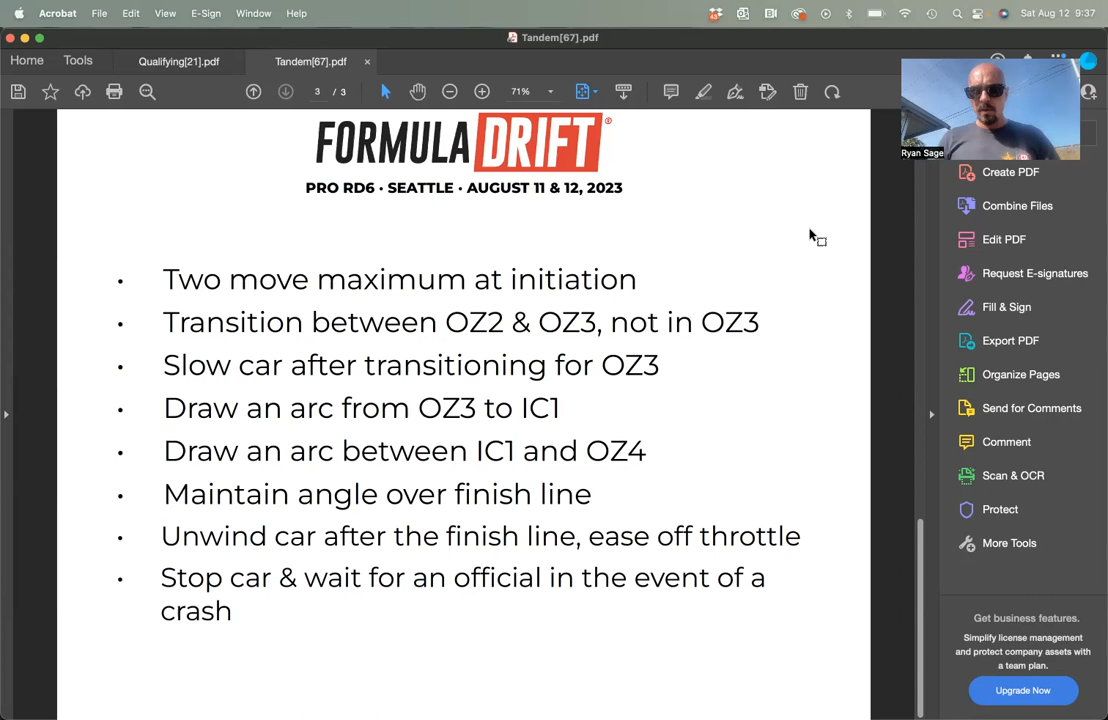 Acrobat File Edit View E-Sign Window Help
Sat Aug 12 9:37
Tandem[67].pdf
Home Tools Qualifying[21].pdf Tandem[67].pdf ×
3 / 3 71%
Ryan Sage
FORMULA DRIFT
PRO RD6 • SEATTLE • AUGUST 11 & 12, 2023
• Two move maximum at initiation
• Transition between OZ2 & OZ3, not in OZ3
• Slow car after transitioning for OZ3
• Draw an arc from OZ3 to IC1
• Draw an arc between IC1 and OZ4
• Maintain angle over finish line
• Unwind car after the finish line, ease off throttle
• Stop car & wait for an official in the event of a
crash
Create PDF
Combine Files
Edit PDF
Request E-signatures
Fill & Sign
Export PDF
Organize Pages
Send for Comments
Comment
Scan & OCR
Protect
More Tools
Get business features.
Simplify license management
and protect company assets with
a team plan.
Upgrade Now